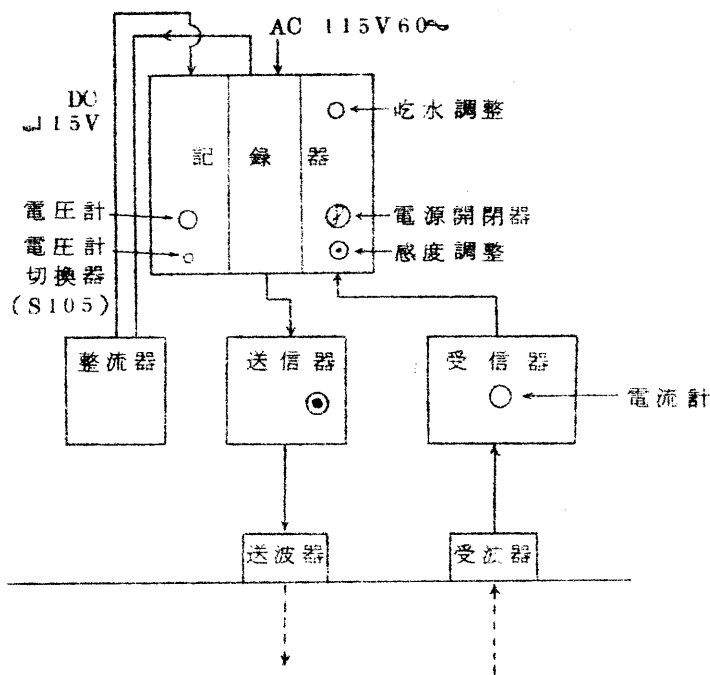 AC 115V60〜
DC
115V
吃水調整
記録器
電圧計
電源開閉器
電圧計
切換器
(S105)
感度調整
整流器
送信器
受信器
電流計
送波器
受波器